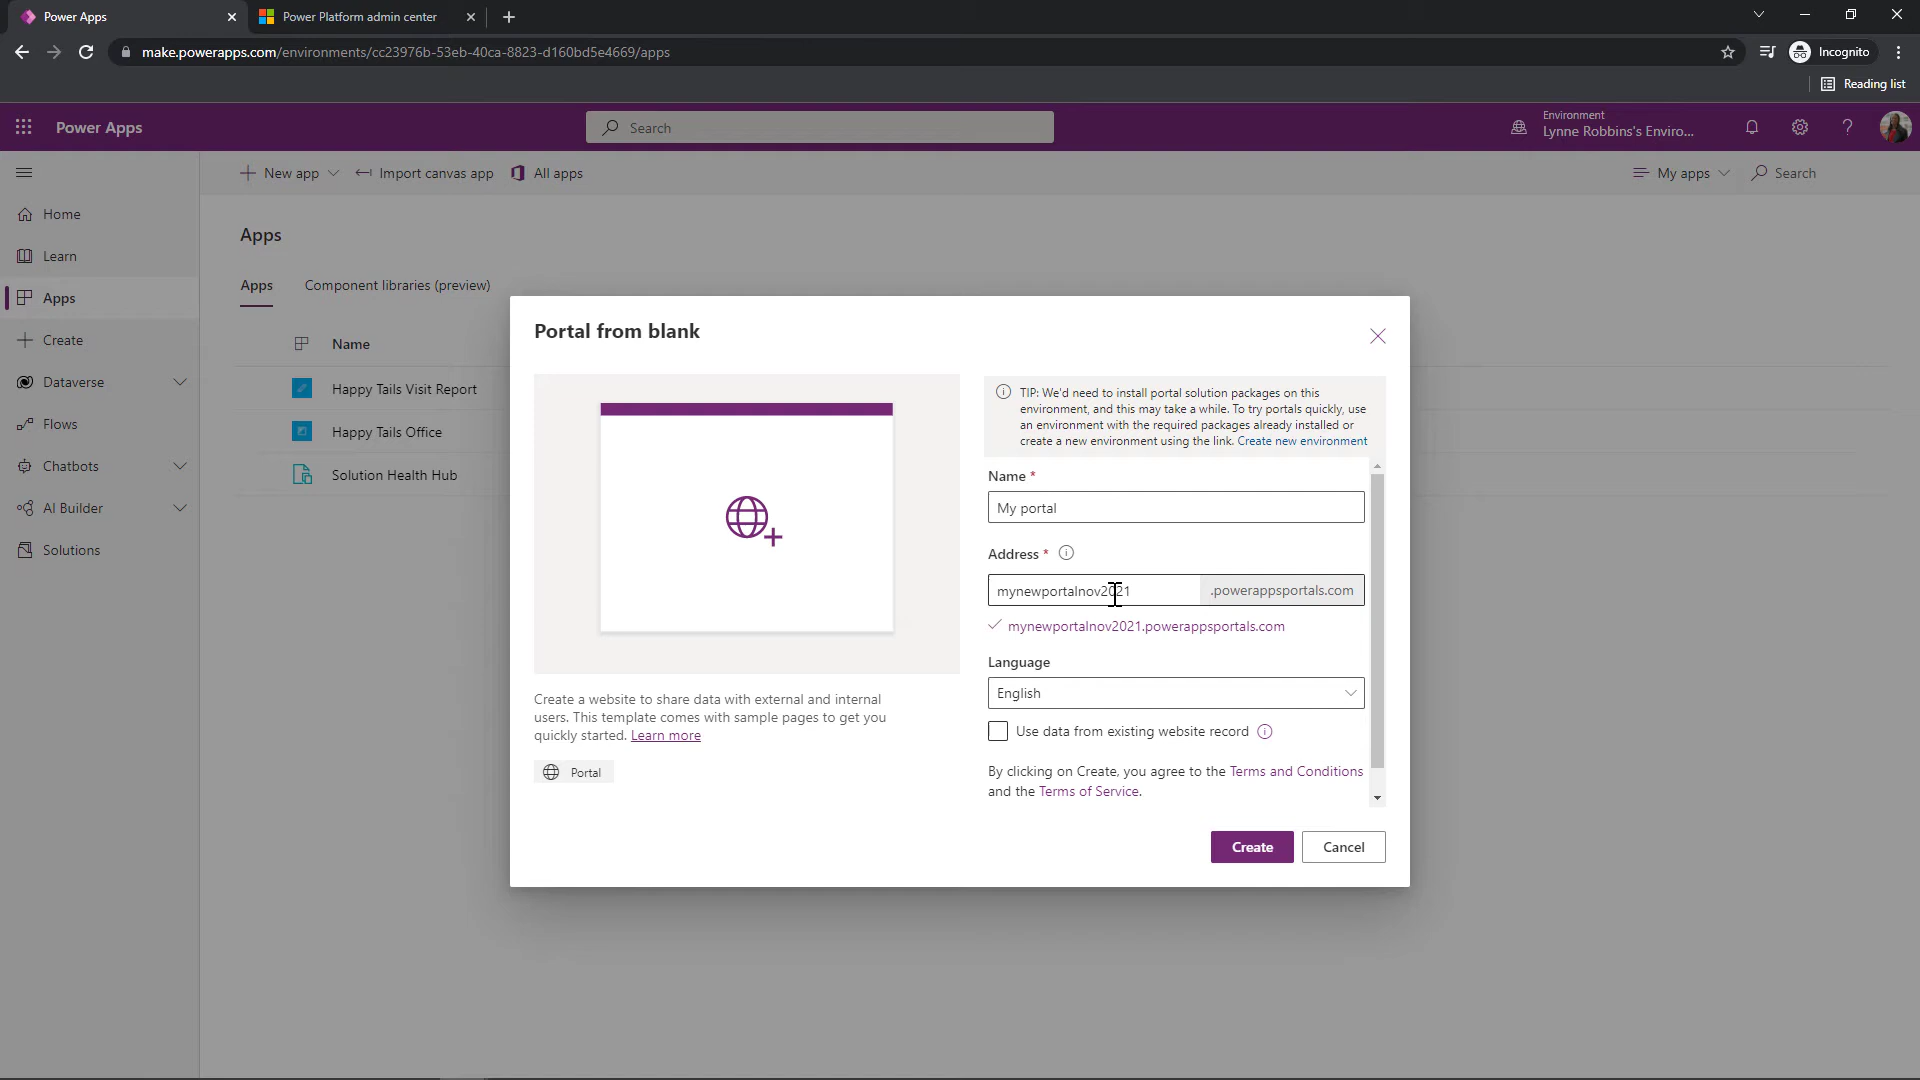 Power Apps
Power Platform admin center
make.powerapps.com/environments/cc23976b-53eb-40ca-8823-d160bd5e4669/apps
Incognito
Reading list
Power Apps
Search
Environment
Lynne Robbins's Enviro...
New app
Import canvas app
All apps
My apps
Search
Home
Learn
Apps
Create
Dataverse
Flows
Chatbots
AI Builder
Solutions
Apps
Apps
Component libraries (preview)
Name
Happy Tails Visit Report
Happy Tails Office
Solution Health Hub
Portal from blank
Create a website to share data with external and internal
users. This template comes with sample pages to get you
quickly started. Learn more
Portal
TIP: We'd need to install portal solution packages on this
environment, and this may take a while. To try portals quickly, use
an environment with the required packages already installed or
create a new environment using the link. Create new environment
Name *
My portal
Address *
mynewportalnov2021
.powerappsportals.com
mynewportalnov2021.powerappsportals.com
Language
English
Use data from existing website record
By clicking on Create, you agree to the Terms and Conditions
and the Terms of Service.
Create
Cancel